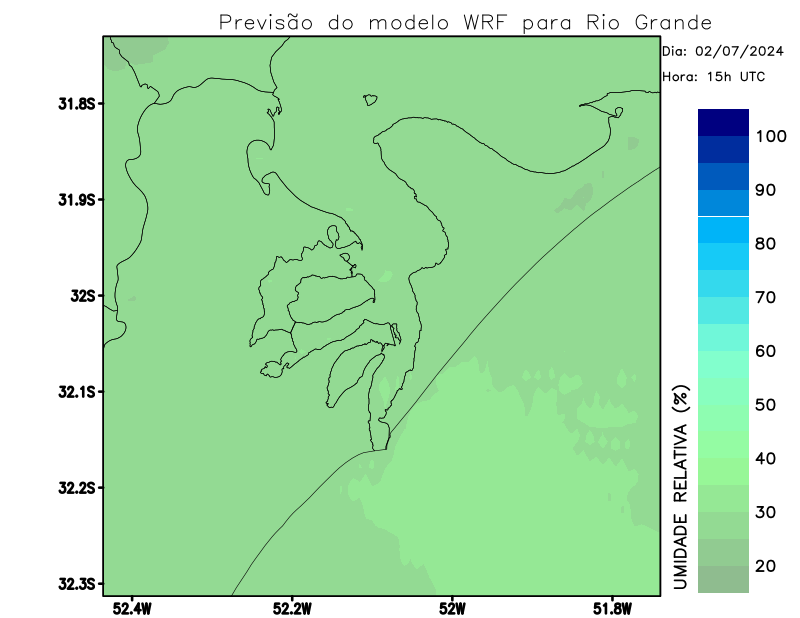 Previsão do modelo WRF para Rio Grande
Dia: 02/07/2024
Hora: 15h UTC
31.8S
31.9S
32S
32.1S
32.2S
32.3S
52.4W
52.2W
52W
51.8W
100
90
80
70
60
50
40
30
20
UMIDADE RELATIVA (%)